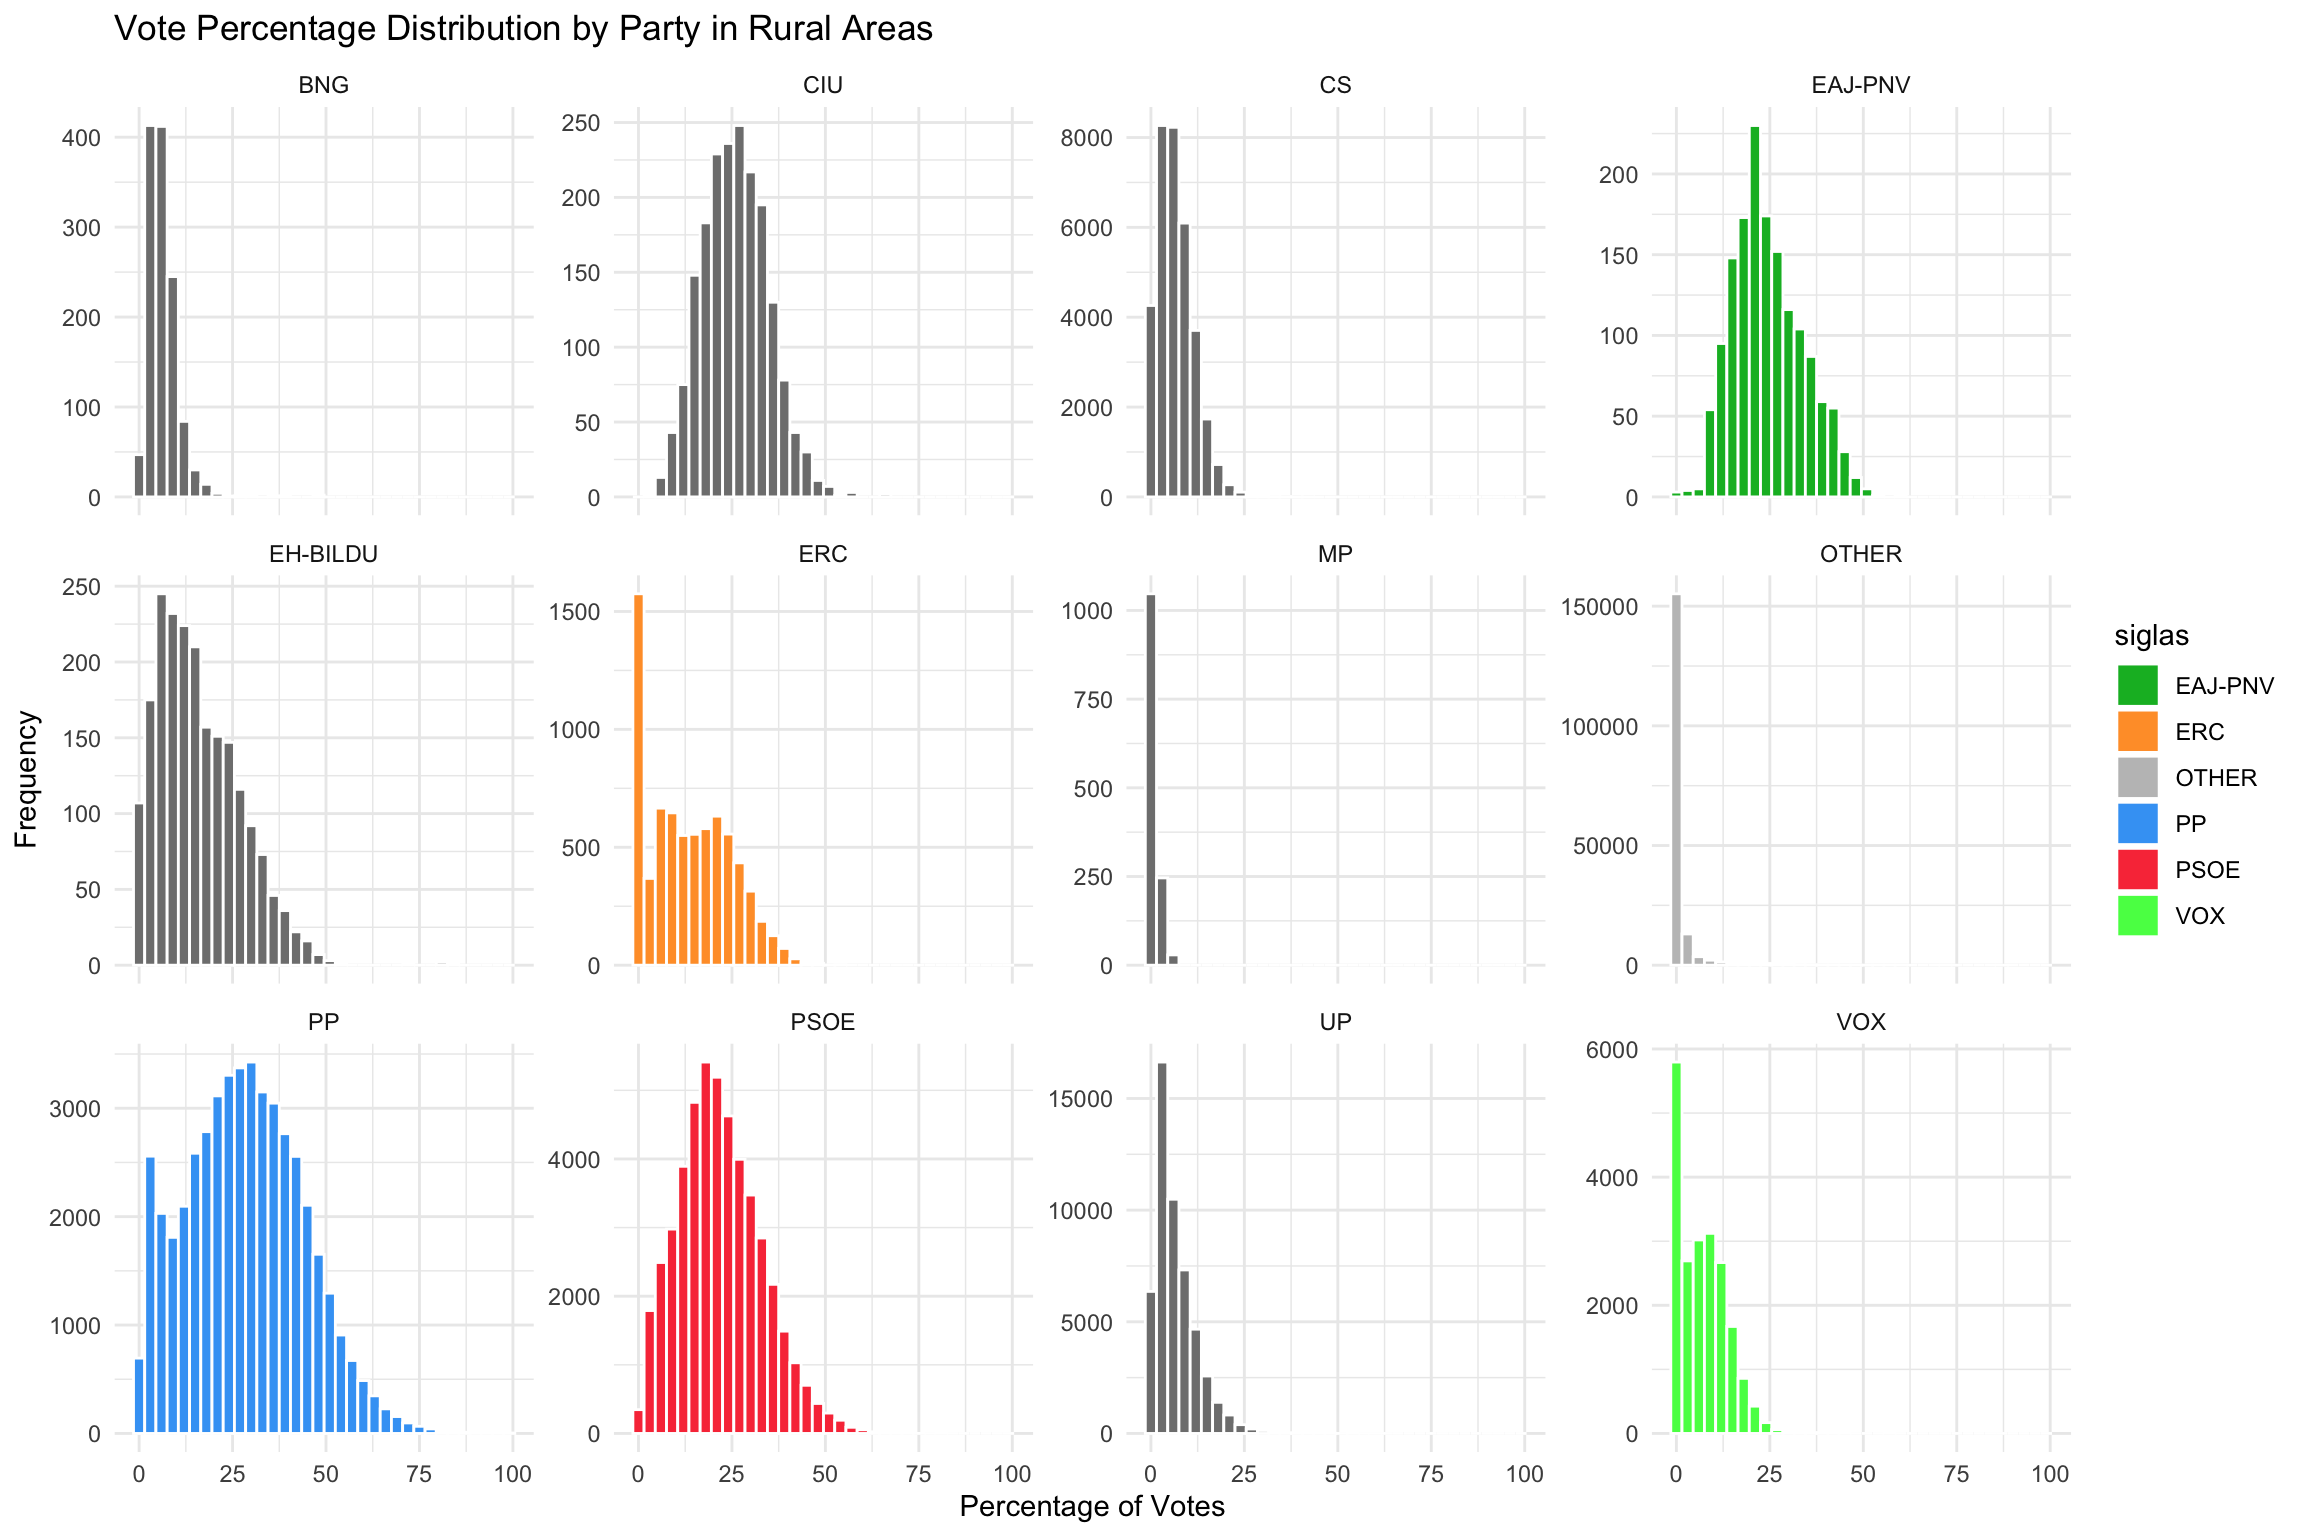 Vote Percentage Distribution by Party in Rural Areas
BNG CIU CS EAJ-PNV
400 300 200 100 0
250 200 150 100 50 0
8000 6000 4000 2000 0
200 150 100 50 0
EH-BILDU ERC MP OTHER
250 200 150 100 50 0
1500 1000 500 0
1000 750 500 250 0
150000 100000 50000 0
PP PSOE UP VOX
3000 2000 1000 0
4000 2000 0
15000 10000 5000 0
6000 4000 2000 0
0 25 50 75 100
0 25 50 75 100
0 25 50 75 100
0 25 50 75 100
Percentage of Votes
Frequency
siglas
EAJ-PNV
ERC
OTHER
PP
PSOE
VOX